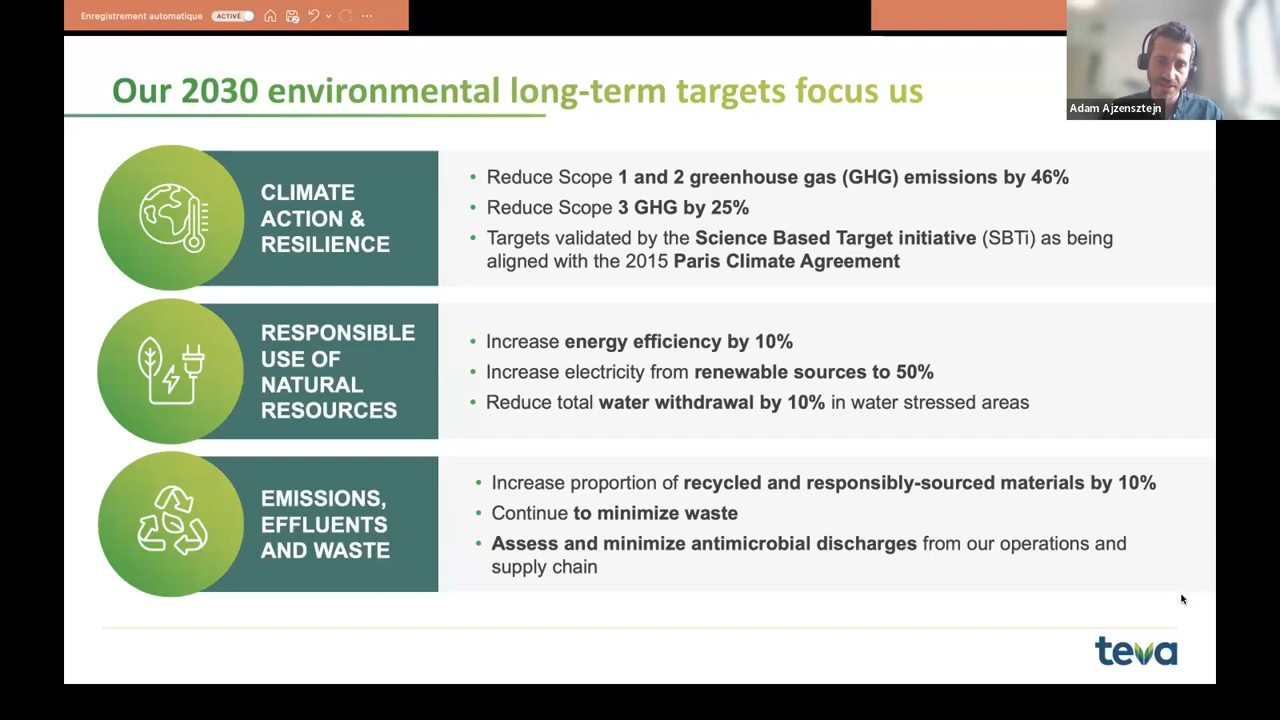 Enregistrement automatique ACTIVÉ
Our 2030 environmental long-term targets focus us
Adam Ajzensztejn
CLIMATE
ACTION &
RESILIENCE
• Reduce Scope 1 and 2 greenhouse gas (GHG) emissions by 46%
• Reduce Scope 3 GHG by 25%
• Targets validated by the Science Based Target initiative (SBTi) as being
aligned with the 2015 Paris Climate Agreement
RESPONSIBLE
USE OF
NATURAL
RESOURCES
• Increase energy efficiency by 10%
• Increase electricity from renewable sources to 50%
• Reduce total water withdrawal by 10% in water stressed areas
EMISSIONS,
EFFLUENTS
AND WASTE
• Increase proportion of recycled and responsibly-sourced materials by 10%
• Continue to minimize waste
• Assess and minimize antimicrobial discharges from our operations and
supply chain
teva